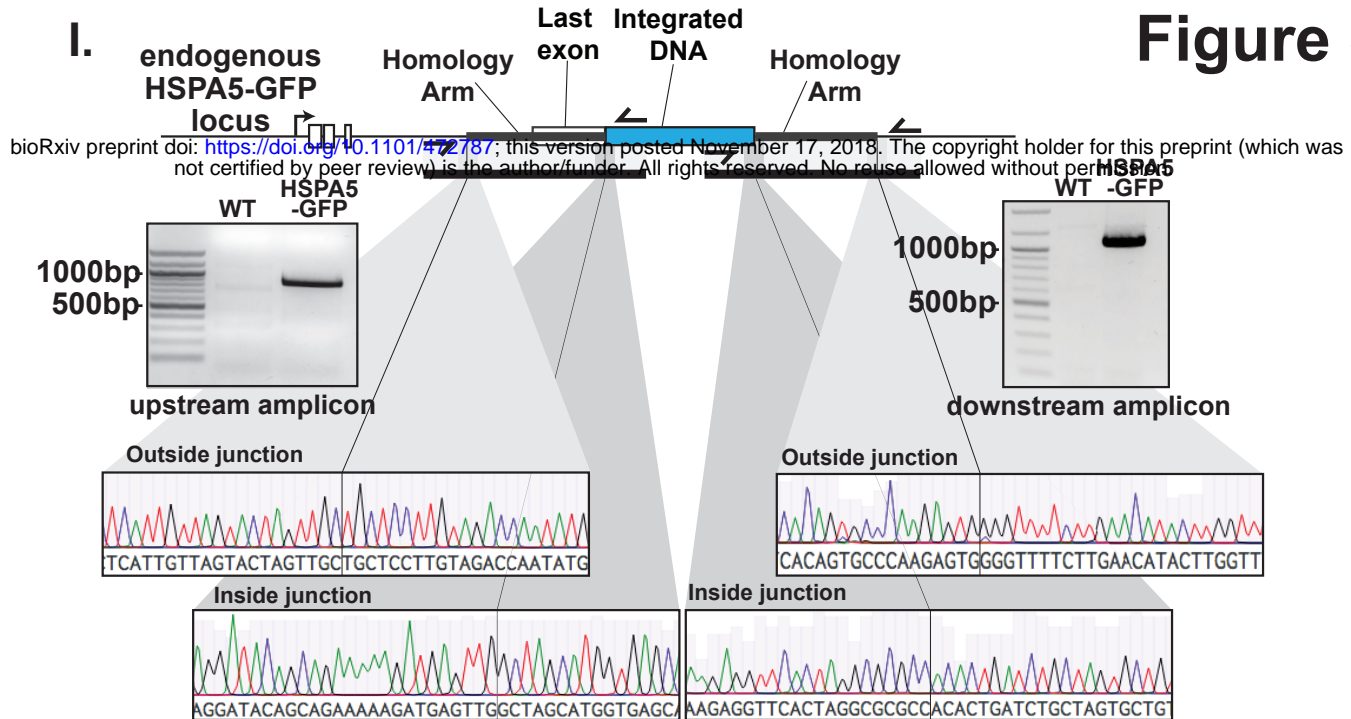 I.
Figure
endogenous
HSPA5-GFP
locus
Homology
Arm
Last
exon
Integrated
DNA
Homology
Arm
bioRxiv preprint doi: https://doi.org/10.1101/472787; this version posted November 17, 2018. The copyright holder for this preprint (which was
not certified by peer review) is the author/funder. All rights reserved. No reuse allowed without permission.
WT
HSPA5
-GFP
1000bp
500bp
upstream amplicon
WT
HSPA5
1000bp
500bp
downstream amplicon
Outside junction
TCATTGTTAGTACTAGTTGCTGCTCCTTGTAGACCAATATG
Outside junction
CACAGTGCCCAAGAGTGGGGTTTTCTTGAACATACTTGGTT
Inside junction
AGGATACAGCAGAAAAAGATGAGTTGGCTAGCATGGTGAGCA
Inside junction
AAGAGGTTCACTAGGCGCGCCACACTGATCTGCTAGTGCTGT